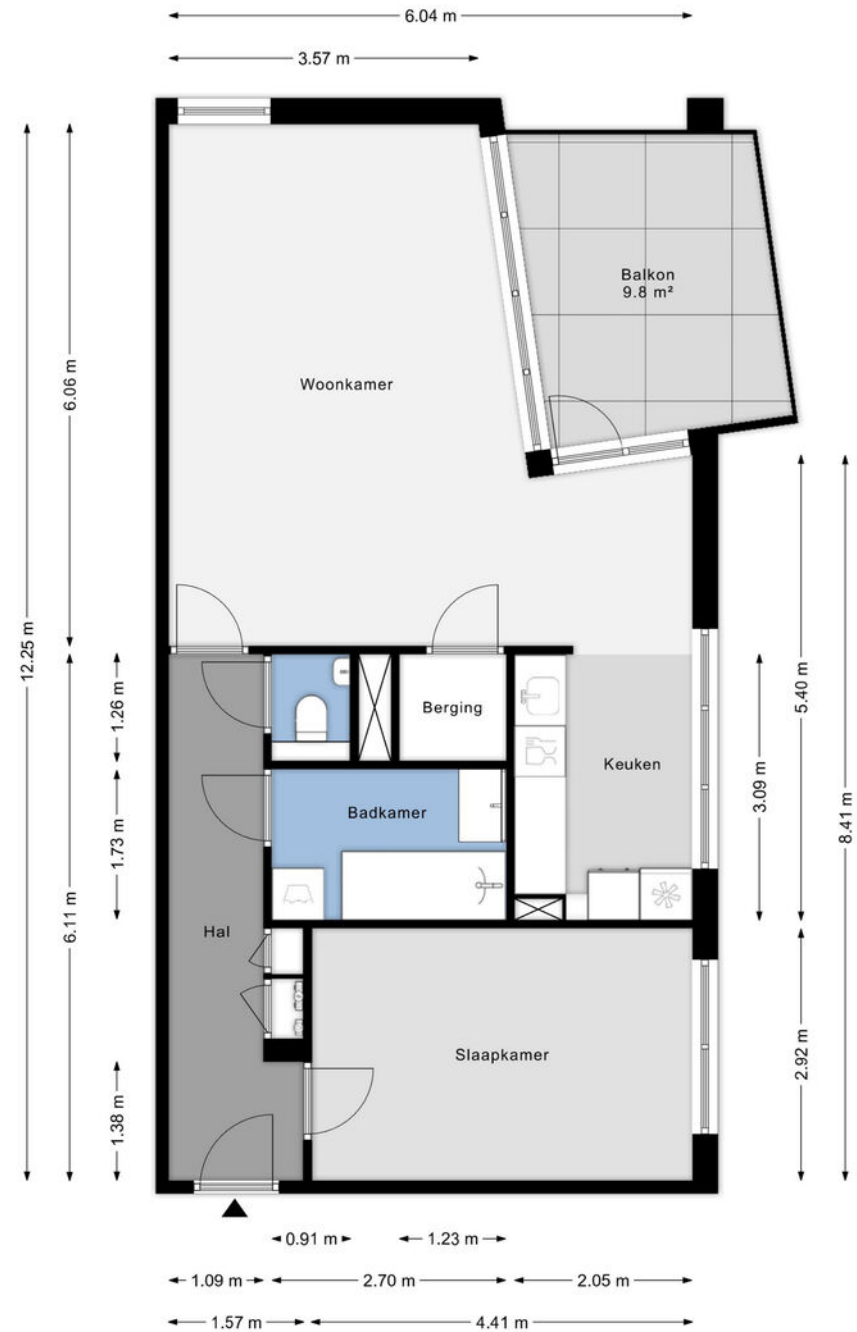 6.04 m
3.57 m
Balkon
9.8 m²
Woonkamer
6.06 m
12.25 m
5.40 m
8.41 m
1.26 m
Berging
Keuken
3.09 m
1.73 m
Badkamer
6.11 m
Hal
Slaapkamer
2.92 m
1.38 m
0.91 m
1.23 m
1.09 m
2.70 m
2.05 m
1.57 m
4.41 m